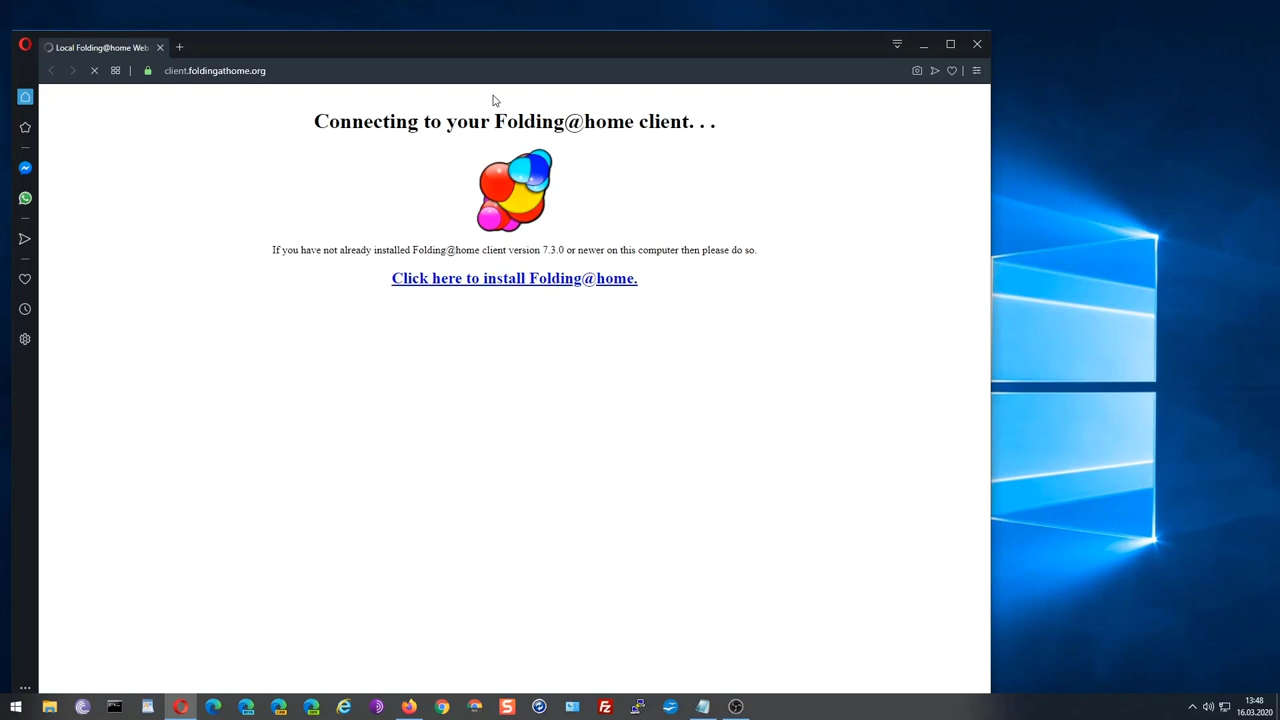 Local Folding@home Web
client.foldingathome.org
Connecting to your Folding@home client. . .
If you have not already installed Folding@home client version 7.3.0 or newer on this computer then please do so.
Click here to install Folding@home.
13:48
16.03.2020